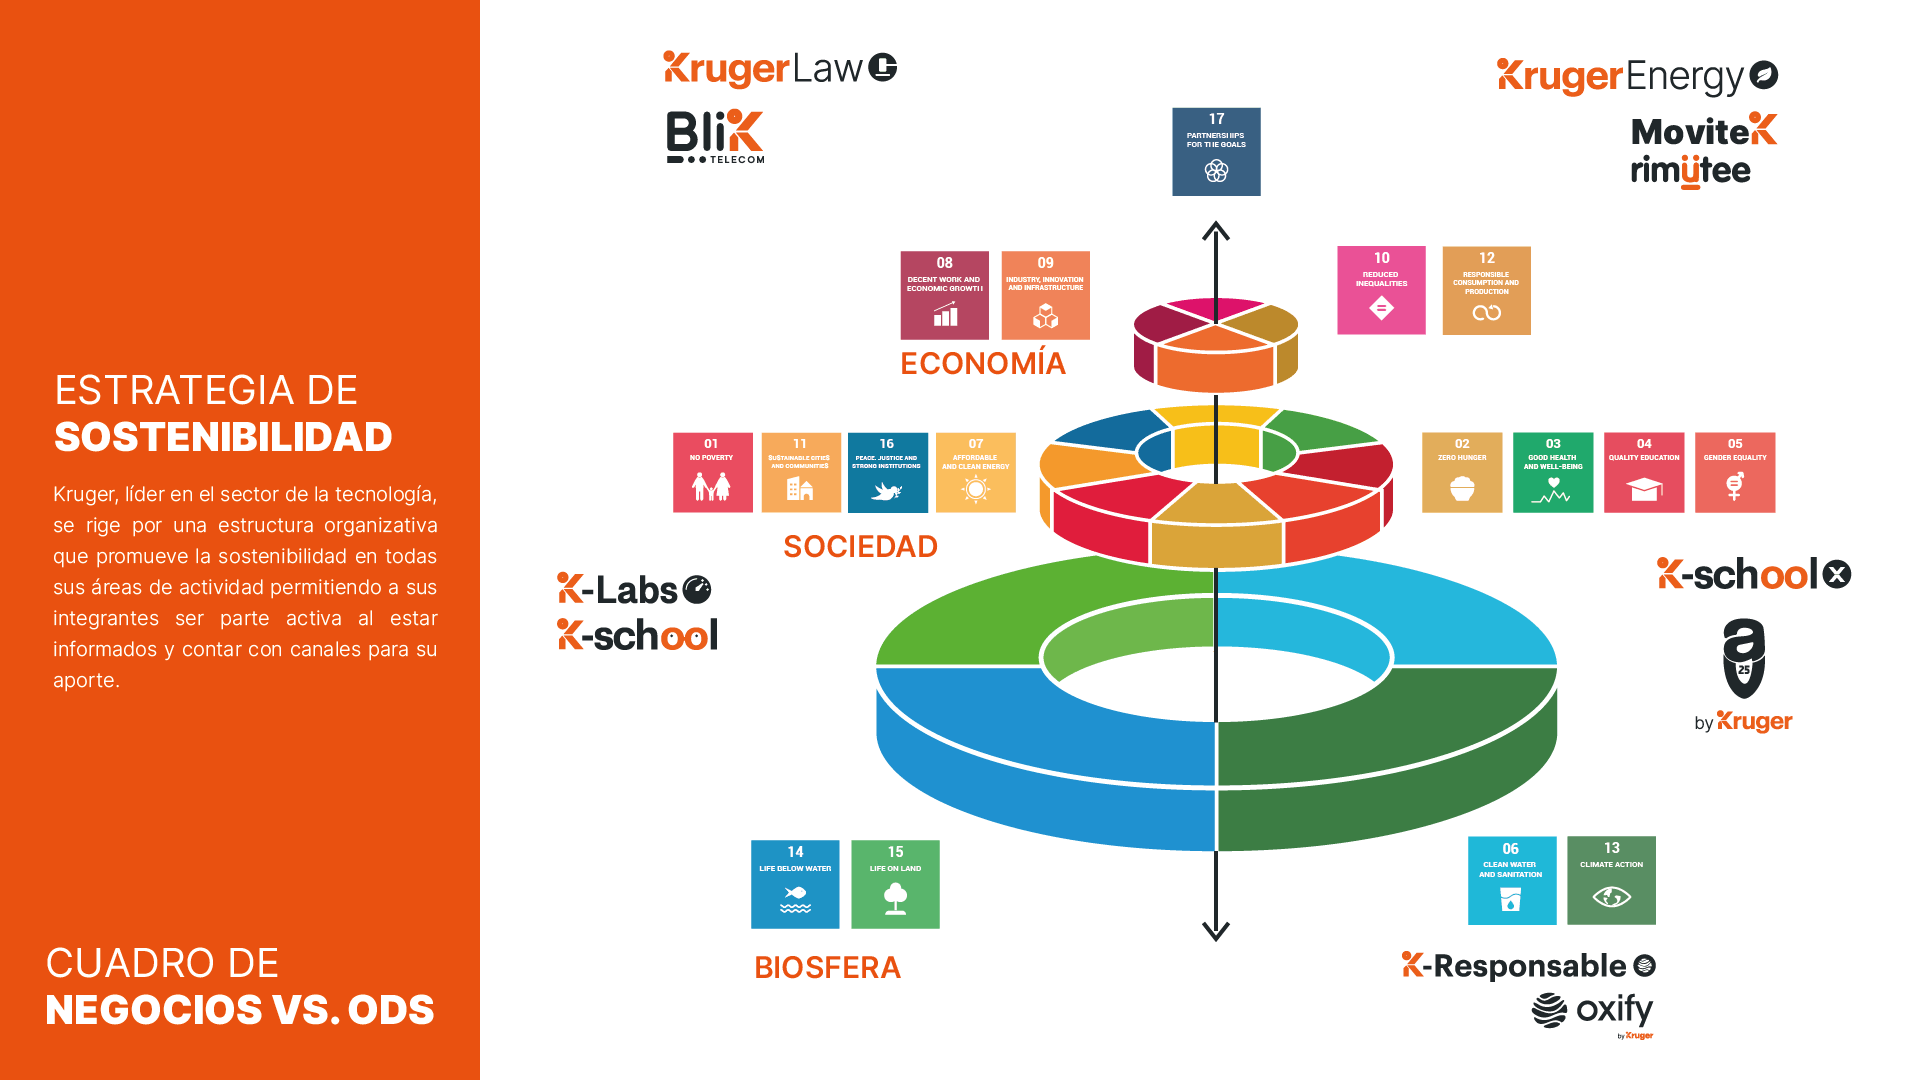 ESTRATEGIA DE
SOSTENIBILIDAD
Kruger, líder en el sector de la tecnología,
se rige por una estructura organizativa
que promueve la sostenibilidad en todas
sus áreas de actividad permitiendo a sus
integrantes ser parte activa al estar
informados y contar con canales para su
aporte.
CUADRO DE
NEGOCIOS VS. ODS
KrugerLaw
BliK
TELECOM
KrugerEnergy
MoviteK
rimütee
17
PARTNERSHIPS
FOR THE GOALS
08
DECENT WORK AND
ECONOMIC GROWTH
09
INDUSTRY, INNOVATION
AND INFRASTRUCTURE
10
REDUCED
INEQUALITIES
12
RESPONSIBLE
CONSUMPTION AND
PRODUCTION
ECONOMÍA
01
NO POVERTY
11
SUSTAINABLE CITIES
AND COMMUNITIES
16
PEACE, JUSTICE AND
STRONG INSTITUTIONS
07
AFFORDABLE
AND CLEAN ENERGY
02
ZERO HUNGER
03
GOOD HEALTH
AND WELL-BEING
04
QUALITY EDUCATION
05
GENDER EQUALITY
SOCIEDAD
K-Labs
K-school
K-school X
a
25
by Kruger
14
LIFE BELOW WATER
15
LIFE ON LAND
06
CLEAN WATER
AND SANITATION
13
CLIMATE ACTION
BIOSFERA
K-Responsable
oxify
by Kruger